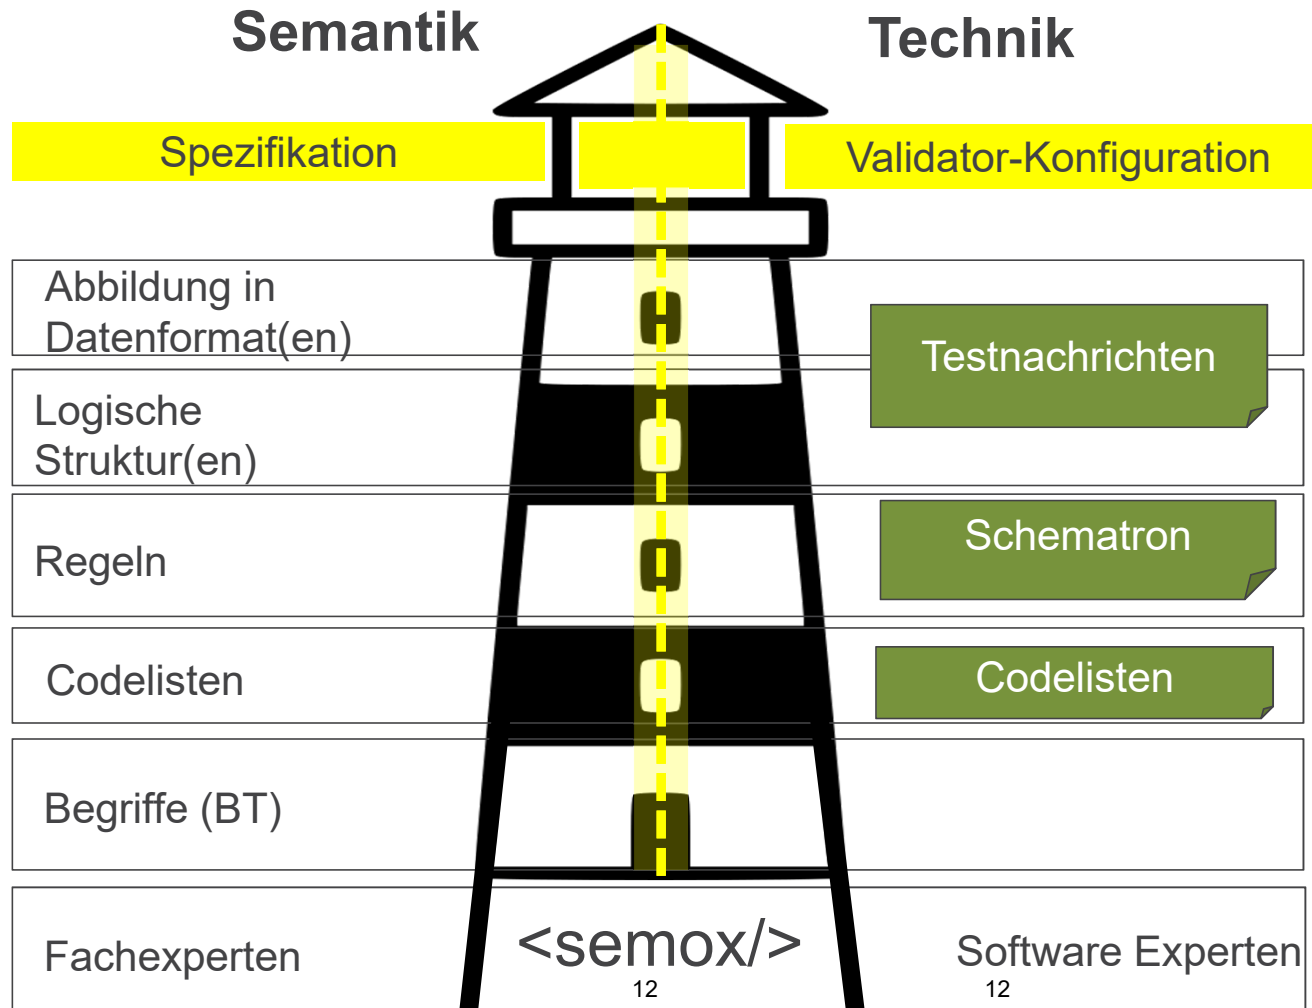 Semantik
Technik
Spezifikation
Validator-Konfiguration
Abbildung in
Datenformat(en)
Testnachrichten
Logische
Struktur(en)
Regeln
Schematron
Codelisten
Codelisten
Begriffe (BT)
Fachexperten
<semox/>
Software Experten
12
12